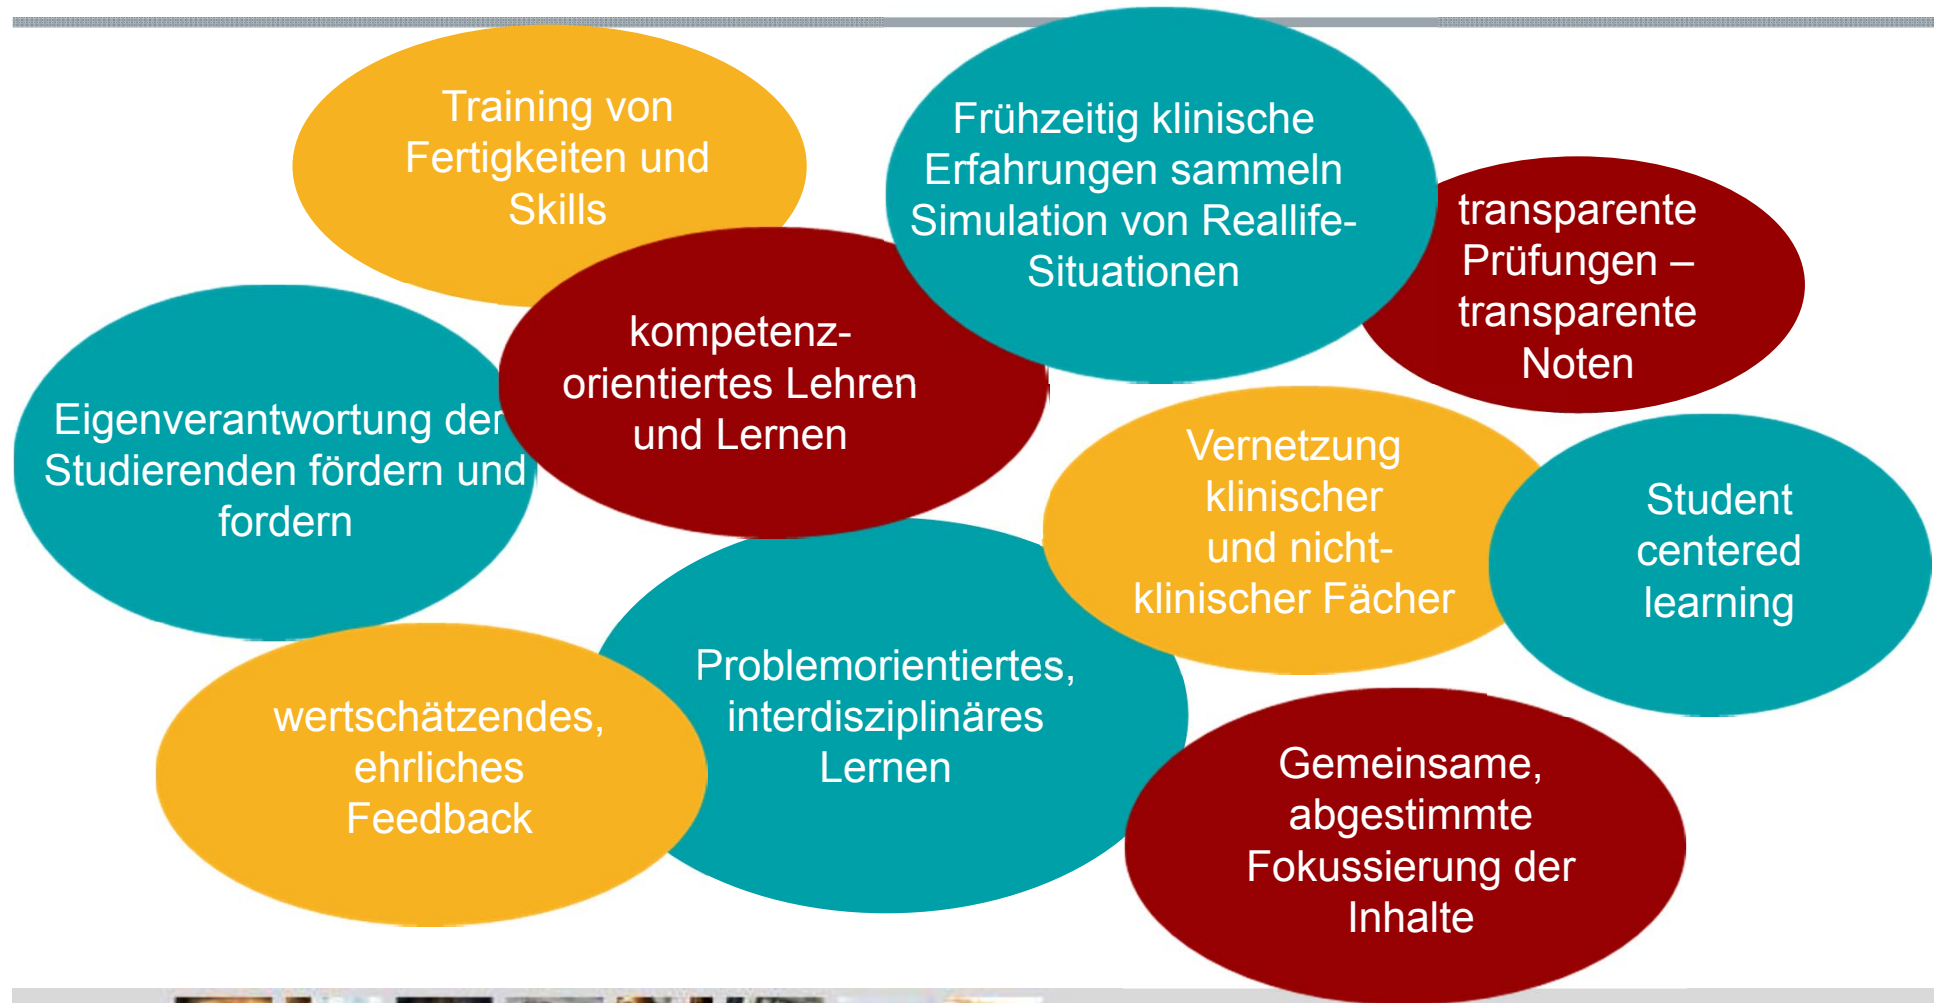 Training von
Fertigkeiten und
Skills
Frühzeitig klinische
Erfahrungen sammeln
Simulation von Reallife-
Situationen
transparente
Prüfungen –
transparente
Noten
kompetenz-
orientiertes Lehren
und Lernen
Eigenverantwortung der
Studierenden fördern und
fordern
Vernetzung
klinischer
und nicht-
klinischer Fächer
Student
centered
learning
Problemorientiertes,
interdisziplinäres
Lernen
wertschätzendes,
ehrliches
Feedback
Gemeinsame,
abgestimmte
Fokussierung der
Inhalte